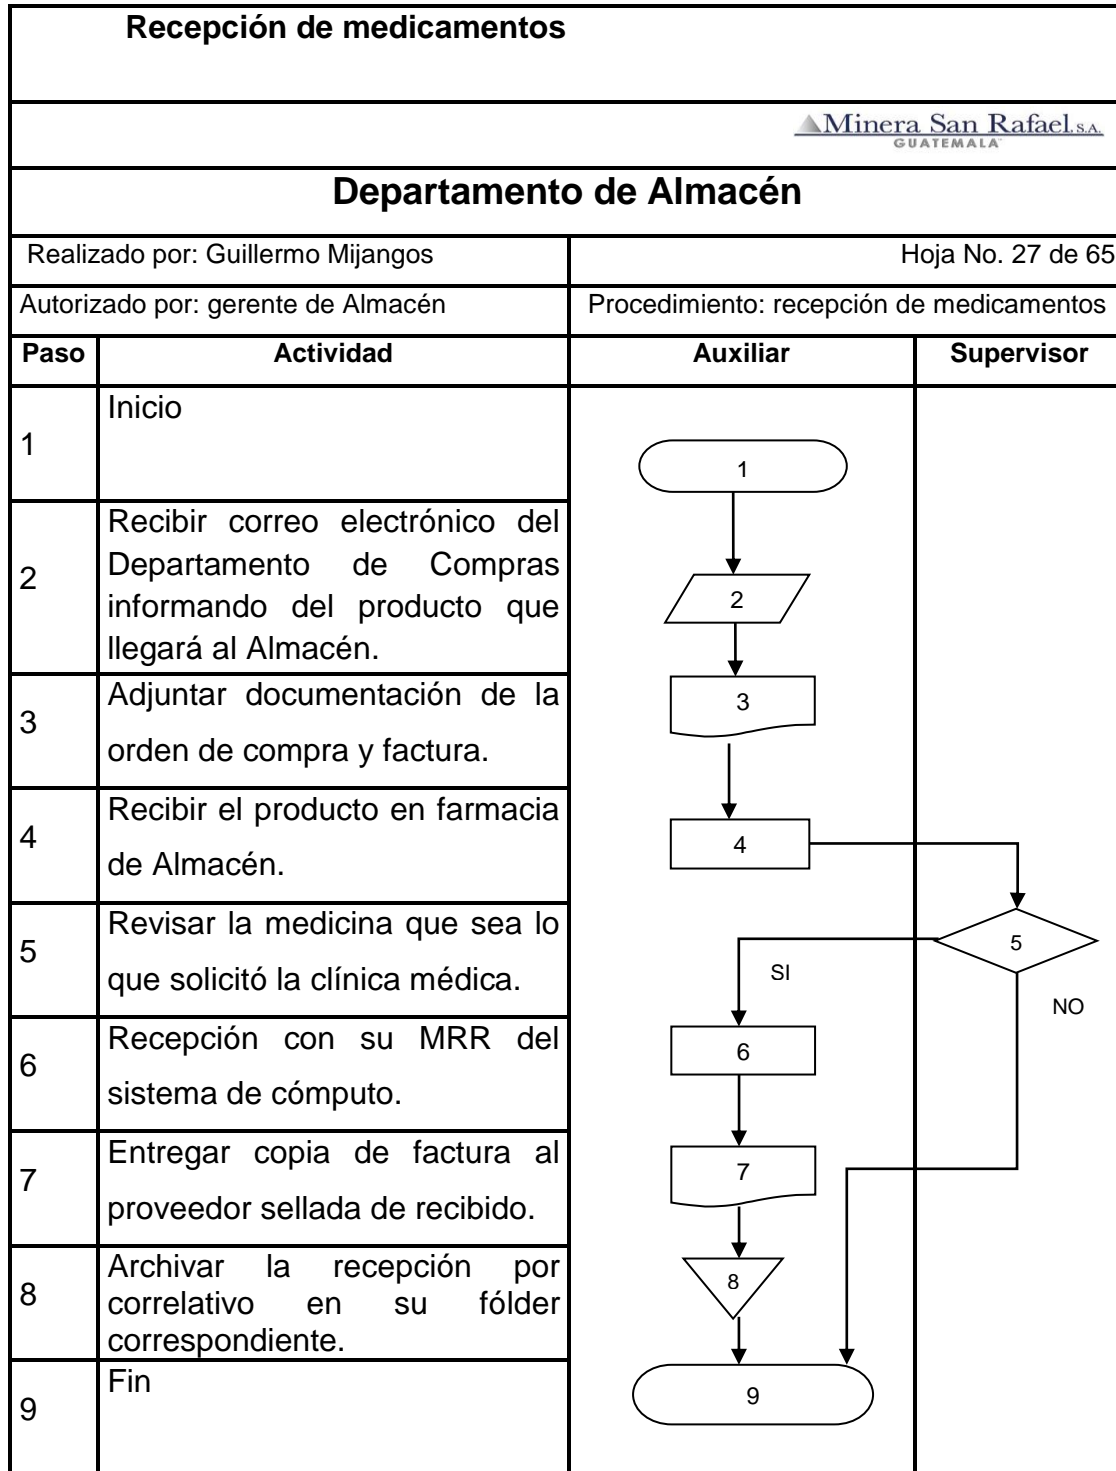 Recepción de medicamentos
Minera San Rafael, S.A.
GUATEMALA
Departamento de Almacén
Realizado por: Guillermo Mijangos
Hoja No. 27 de 65
Autorizado por: gerente de Almacén
Procedimiento: recepción de medicamentos
Paso
Actividad
Auxiliar
Supervisor
1
Inicio
2
Recibir correo electrónico del
Departamento de Compras
informando del producto que
llegará al Almacén.
3
Adjuntar documentación de la
orden de compra y factura.
4
Recibir el producto en farmacia
de Almacén.
5
Revisar la medicina que sea lo
que solicitó la clínica médica.
6
Recepción con su MRR del
sistema de cómputo.
7
Entregar copia de factura al
proveedor sellada de recibido.
8
Archivar la recepción por
correlativo en su fólder
correspondiente.
9
Fin
1
2
3
4
5
SI
NO
6
7
8
9